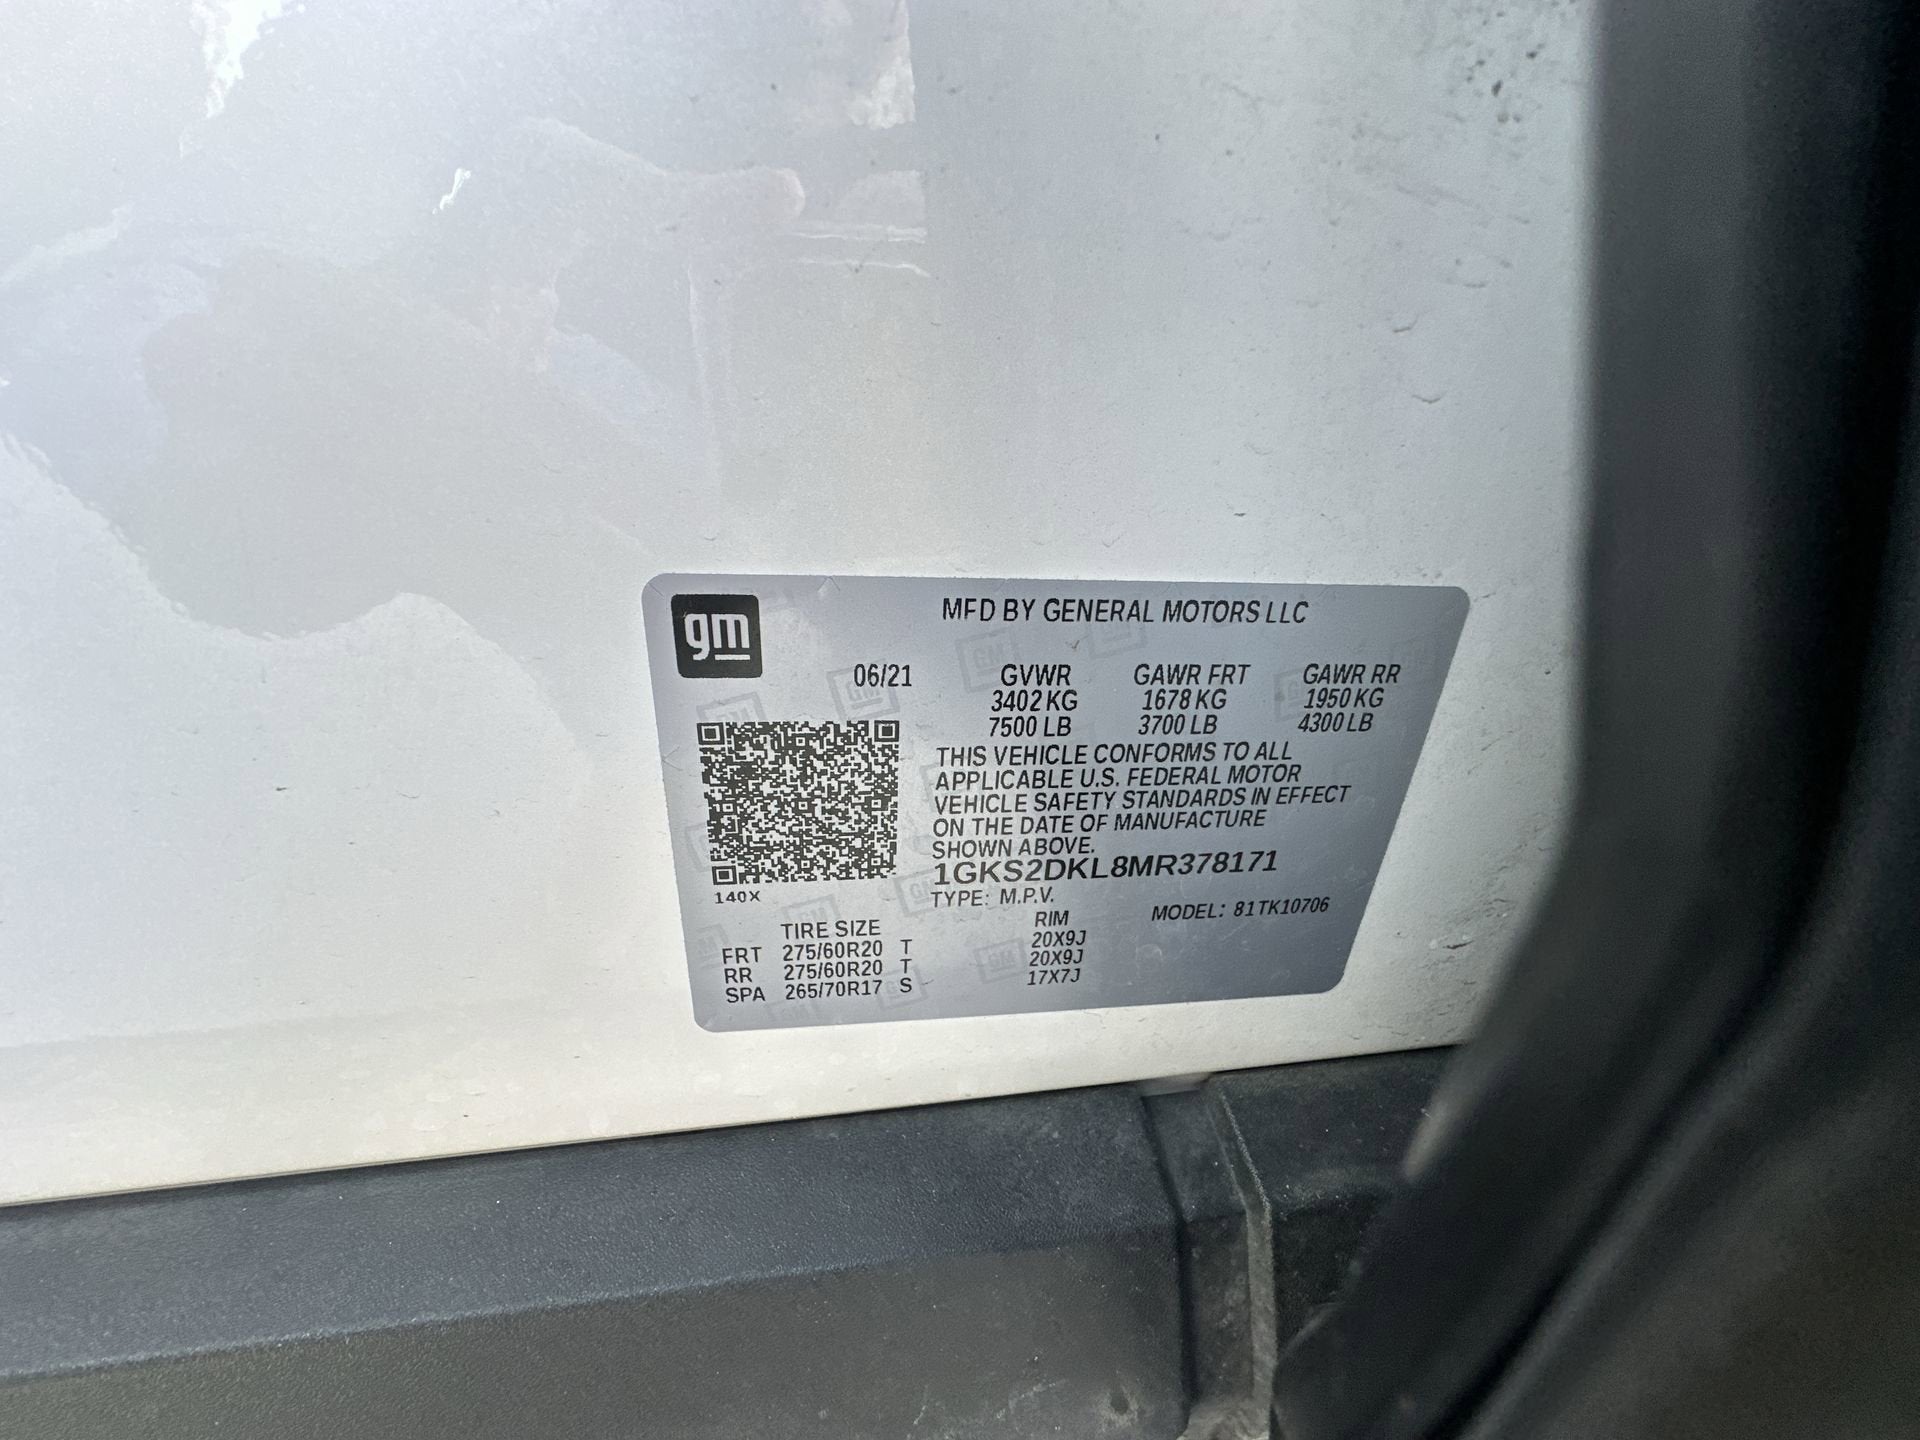 gm
MFD BY GENERAL MOTORS LLC
06/21 GVWR GAWR FRT GAWR RR
3402 KG 1678 KG 1950 KG
7500 LB 3700 LB 4300 LB
THIS VEHICLE CONFORMS TO ALL
APPLICABLE U.S. FEDERAL MOTOR
VEHICLE SAFETY STANDARDS IN EFFECT
ON THE DATE OF MANUFACTURE
SHOWN ABOVE.
1GKS2DKL8MR378171
140X
TYPE: M.P.V.
MODEL: 81TK10706
TIRE SIZE RIM
FRT 275/60R20 T 20X9J
RR 275/60R20 T 20X9J
SPA 265/70R17 S 17X7J